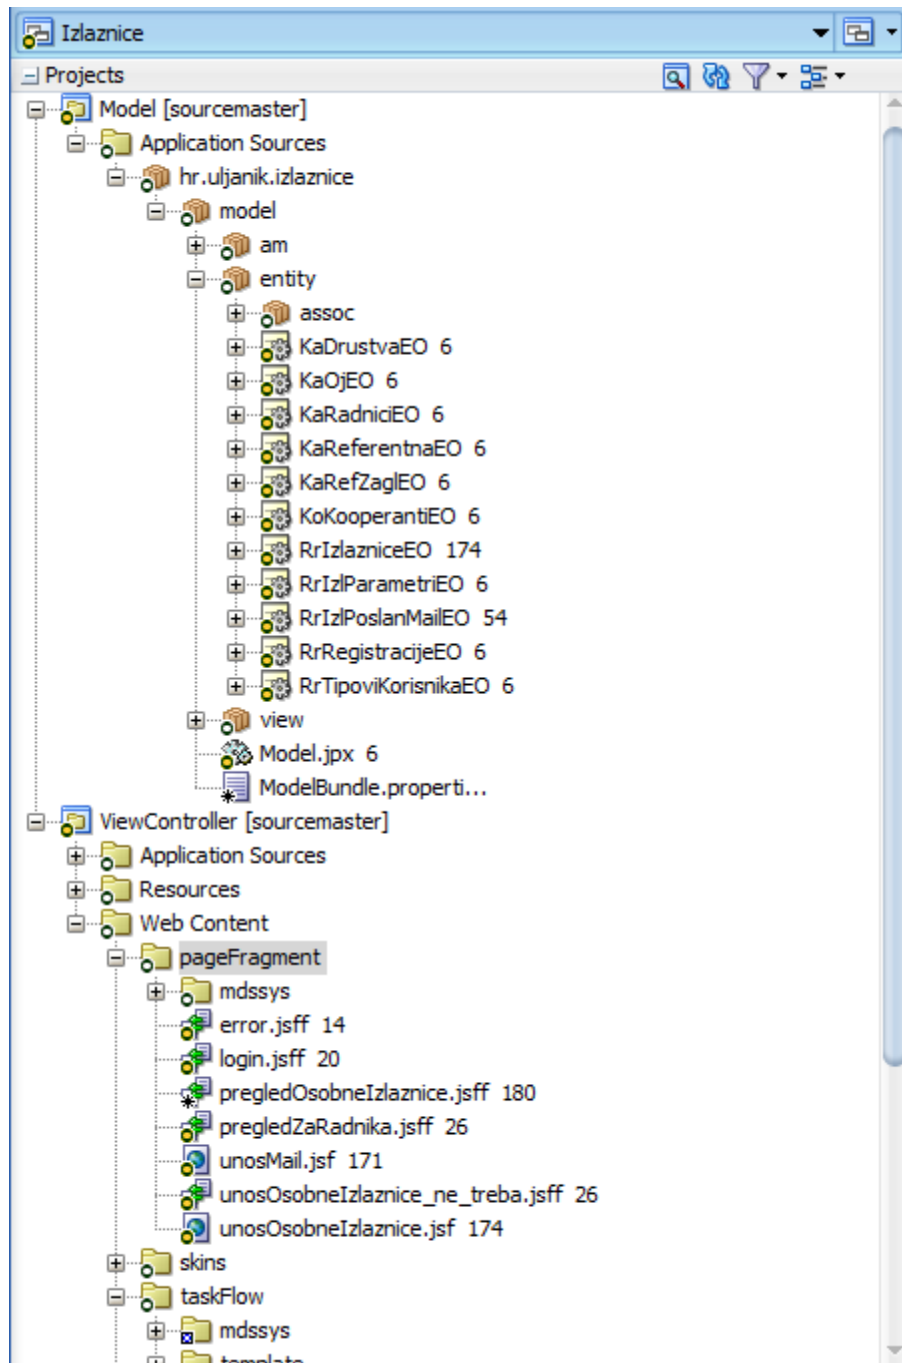 Izlaznice
Projects
Model [sourcemaster]
Application Sources
hr.uljanik.izlaznice
model
am
entity
assoc
KaDrustvaEO 6
KaOjEO 6
KaRadniciEO 6
KaReferentnaEO 6
KaRefZaglEO 6
KoKooperantiEO 6
RrIzlazniceEO 174
RrIzlParametriEO 6
RrIzlPoslanMailEO 54
RrRegistracijeEO 6
RrTipoviKorisnikaEO 6
view
Model.jpx 6
ModelBundle.properti...
ViewController [sourcemaster]
Application Sources
Resources
Web Content
pageFragment
mdssys
error.jsff 14
login.jsff 20
pregledOsobneIzlaznice.jsff 180
pregledZaRadnika.jsff 26
unosMail.jsf 171
unosOsobneIzlaznice_ne_treba.jsff 26
unosOsobneIzlaznice.jsf 174
skins
taskFlow
mdssys
template